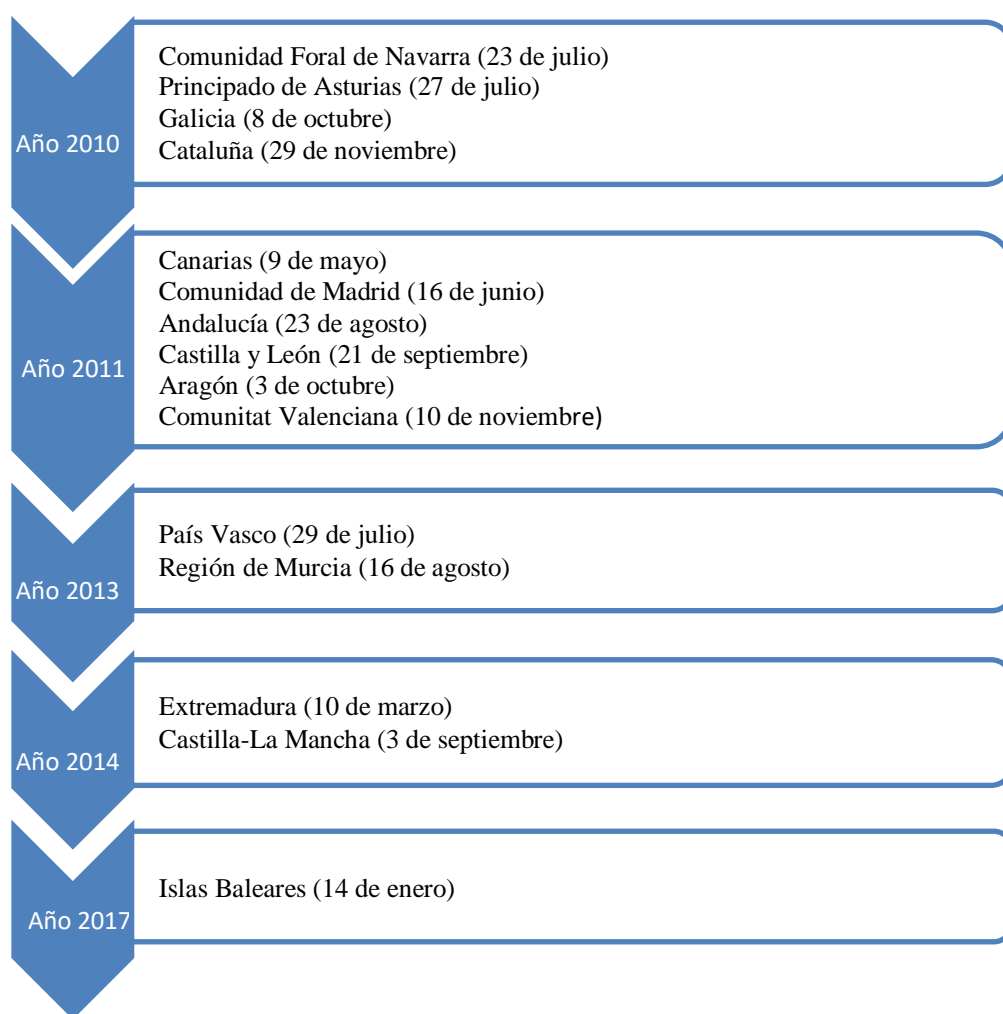 Año 2010
Comunidad Foral de Navarra (23 de julio)
Principado de Asturias (27 de julio)
Galicia (8 de octubre)
Cataluña (29 de noviembre)
Año 2011
Canarias (9 de mayo)
Comunidad de Madrid (16 de junio)
Andalucía (23 de agosto)
Castilla y León (21 de septiembre)
Aragón (3 de octubre)
Comunitat Valenciana (10 de noviembre)
Año 2013
País Vasco (29 de julio)
Región de Murcia (16 de agosto)
Año 2014
Extremadura (10 de marzo)
Castilla-La Mancha (3 de septiembre)
Año 2017
Islas Baleares (14 de enero)